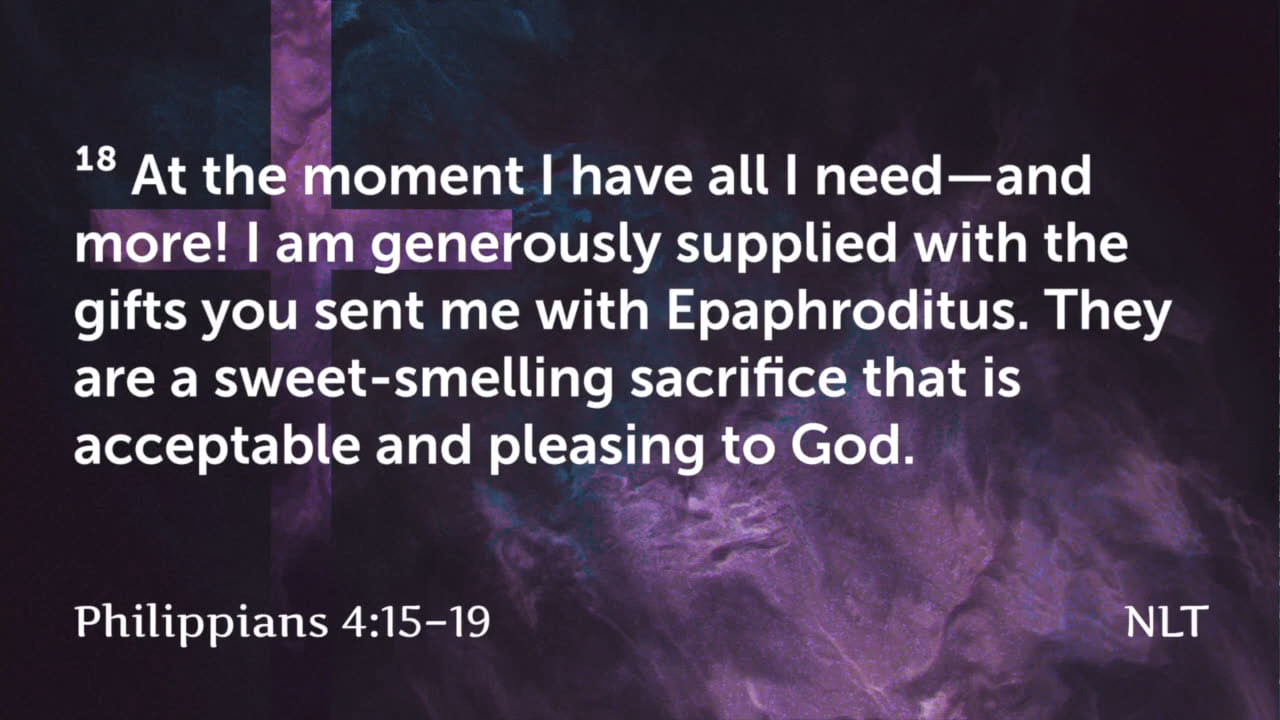 18 At the moment I have all I need—and
more! I am generously supplied with the
gifts you sent me with Epaphroditus. They
are a sweet-smelling sacrifice that is
acceptable and pleasing to God.
Philippians 4:15–19
NLT